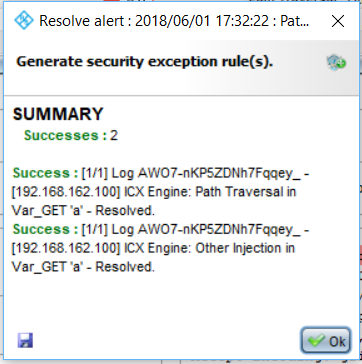 Resolve alert : 2018/06/01 17:32:22 : Pat...
Generate security exception rule(s).
SUMMARY
Successes : 2
Success : [1/1] Log AWO7-nKP5ZDNh7Fqqey_ -
[192.168.162.100] ICX Engine: Path Traversal in
Var_GET 'a' - Resolved.
Success : [1/1] Log AWO7-nKP5ZDNh7Fqqey_ -
[192.168.162.100] ICX Engine: Other Injection in
Var_GET 'a' - Resolved.
Ok